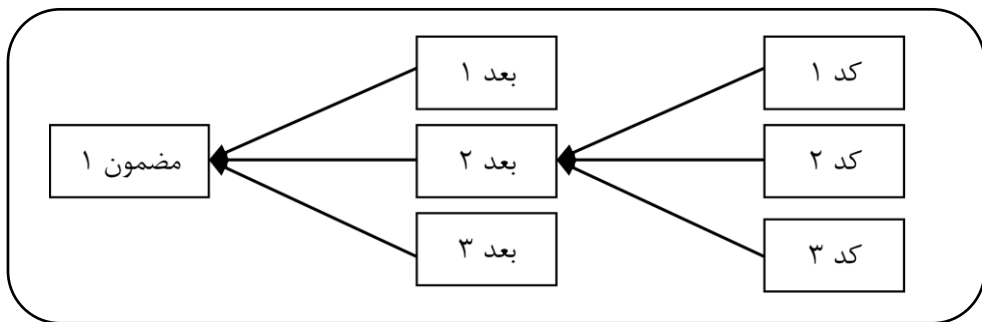 کد ۱
بعد ۱
کد ۲
بعد ۲
مضمون ۱
کد ۳
بعد ۳